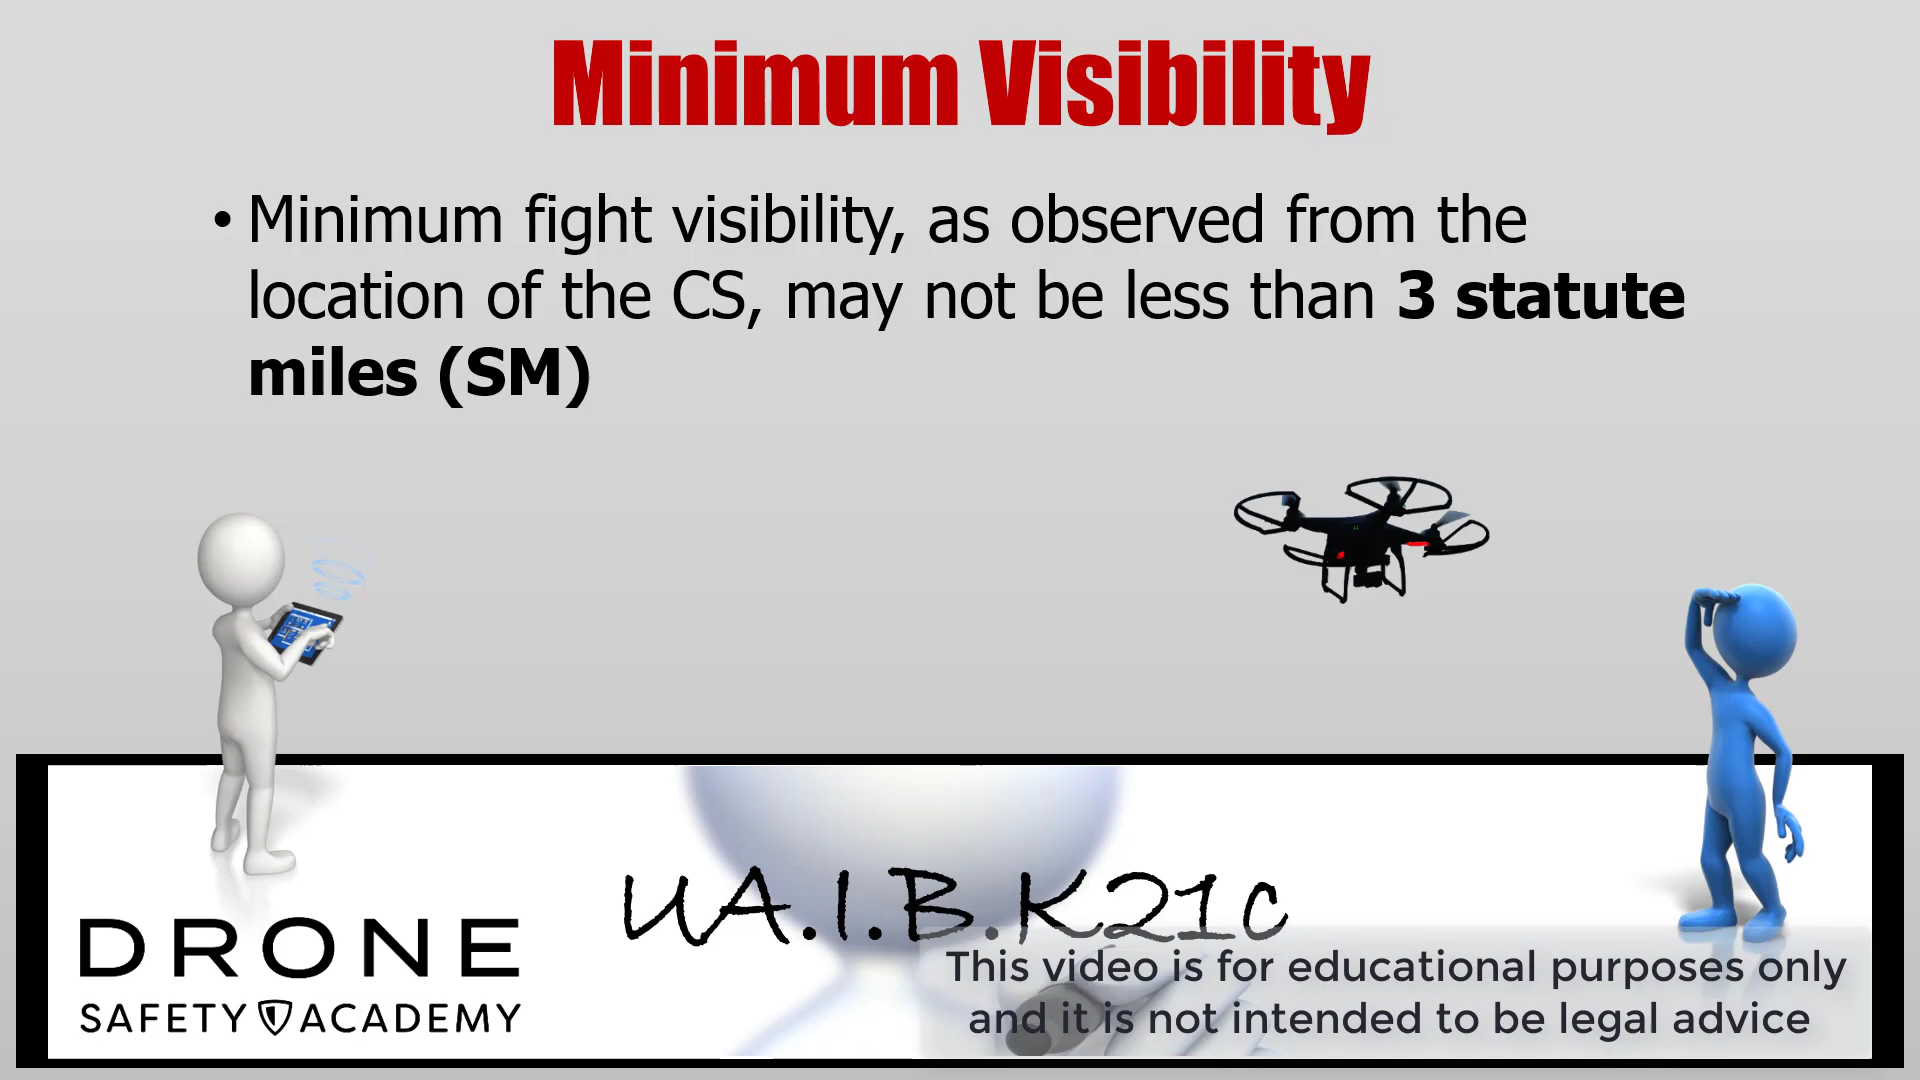 Minimum Visibility
• Minimum fight visibility, as observed from the
location of the CS, may not be less than 3 statute
miles (SM)
UA.I.B.K21c
DRONE
SAFETY ACADEMY
This video is for educational purposes only
and it is not intended to be legal advice